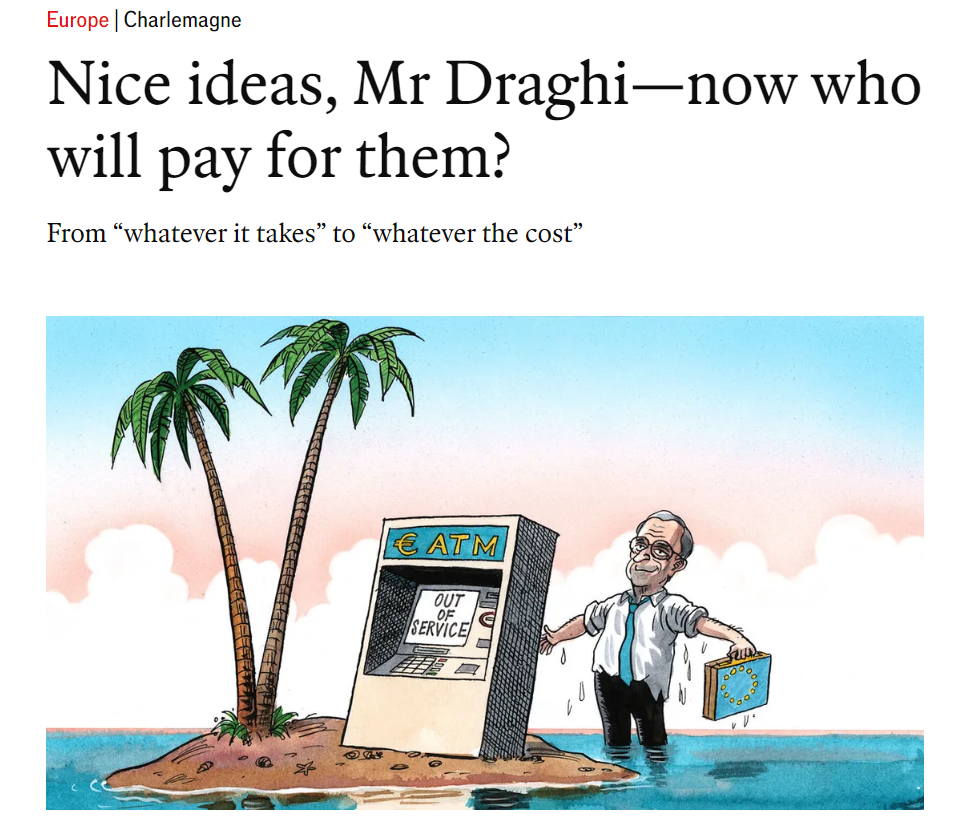 Europe | Charlemagne
Nice ideas, Mr Draghi—now who
will pay for them?
From “whatever it takes” to “whatever the cost”
€ ATM
OUT
OF
SERVICE